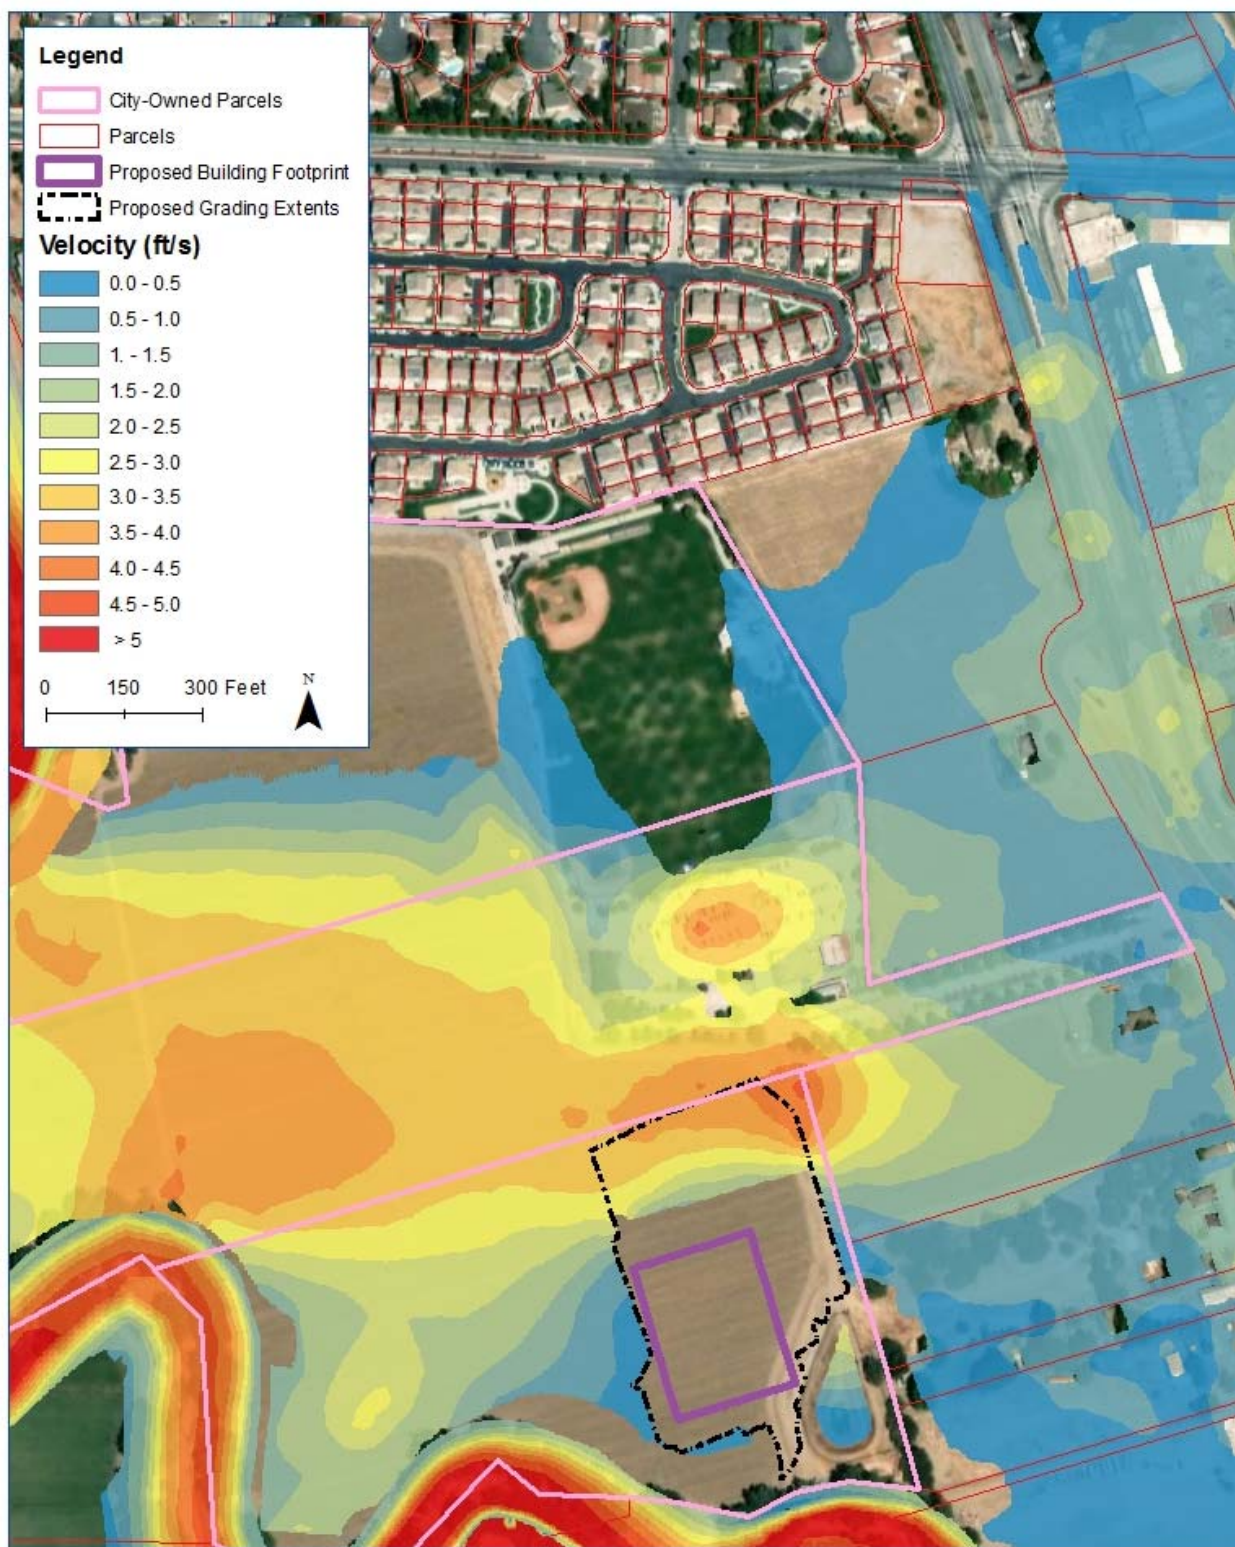 Legend
City-Owned Parcels
Parcels
Proposed Building Footprint
Proposed Grading Extents
Velocity (ft/s)
0.0 - 0.5
0.5 - 1.0
1. - 1.5
1.5 - 2.0
2.0 - 2.5
2.5 - 3.0
3.0 - 3.5
3.5 - 4.0
4.0 - 4.5
4.5 - 5.0
> 5
0 150 300 Feet
N